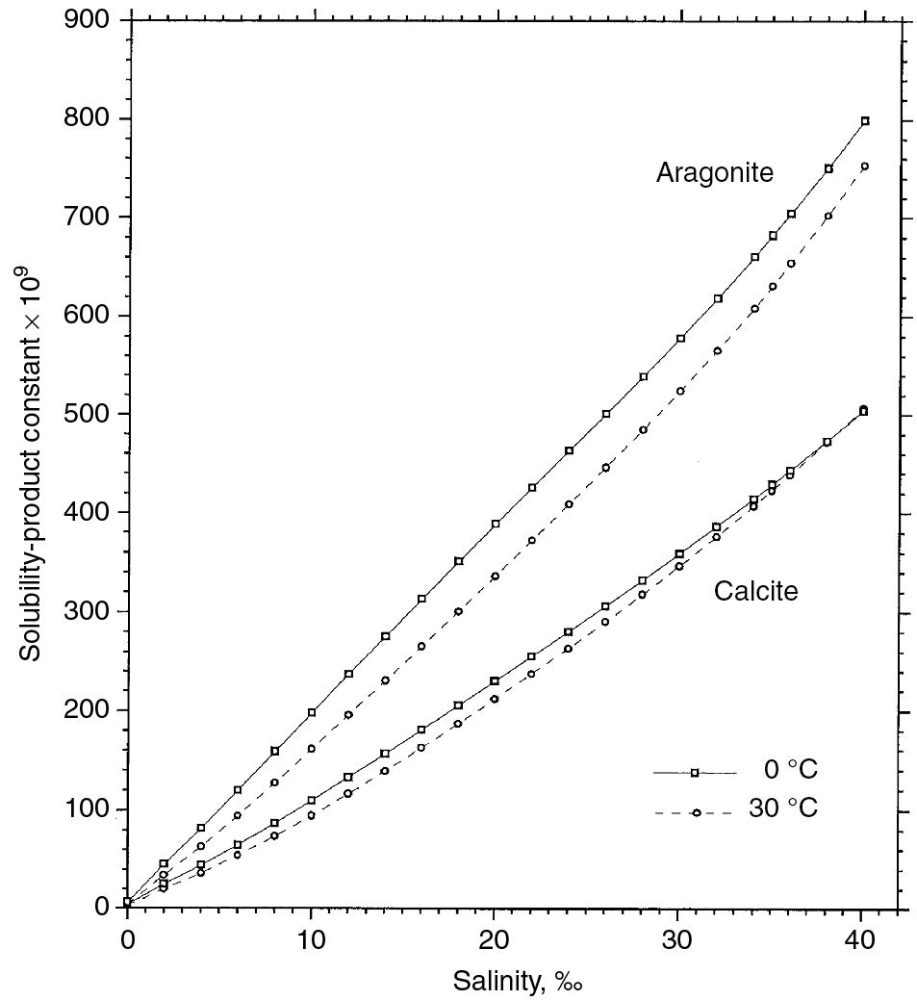 900
800
700
600
500
400
300
200
100
0
Solubility-product constant × 10⁹
Aragonite
Calcite
0 °C
30 °C
0 10 20 30 40
Salinity, ‰